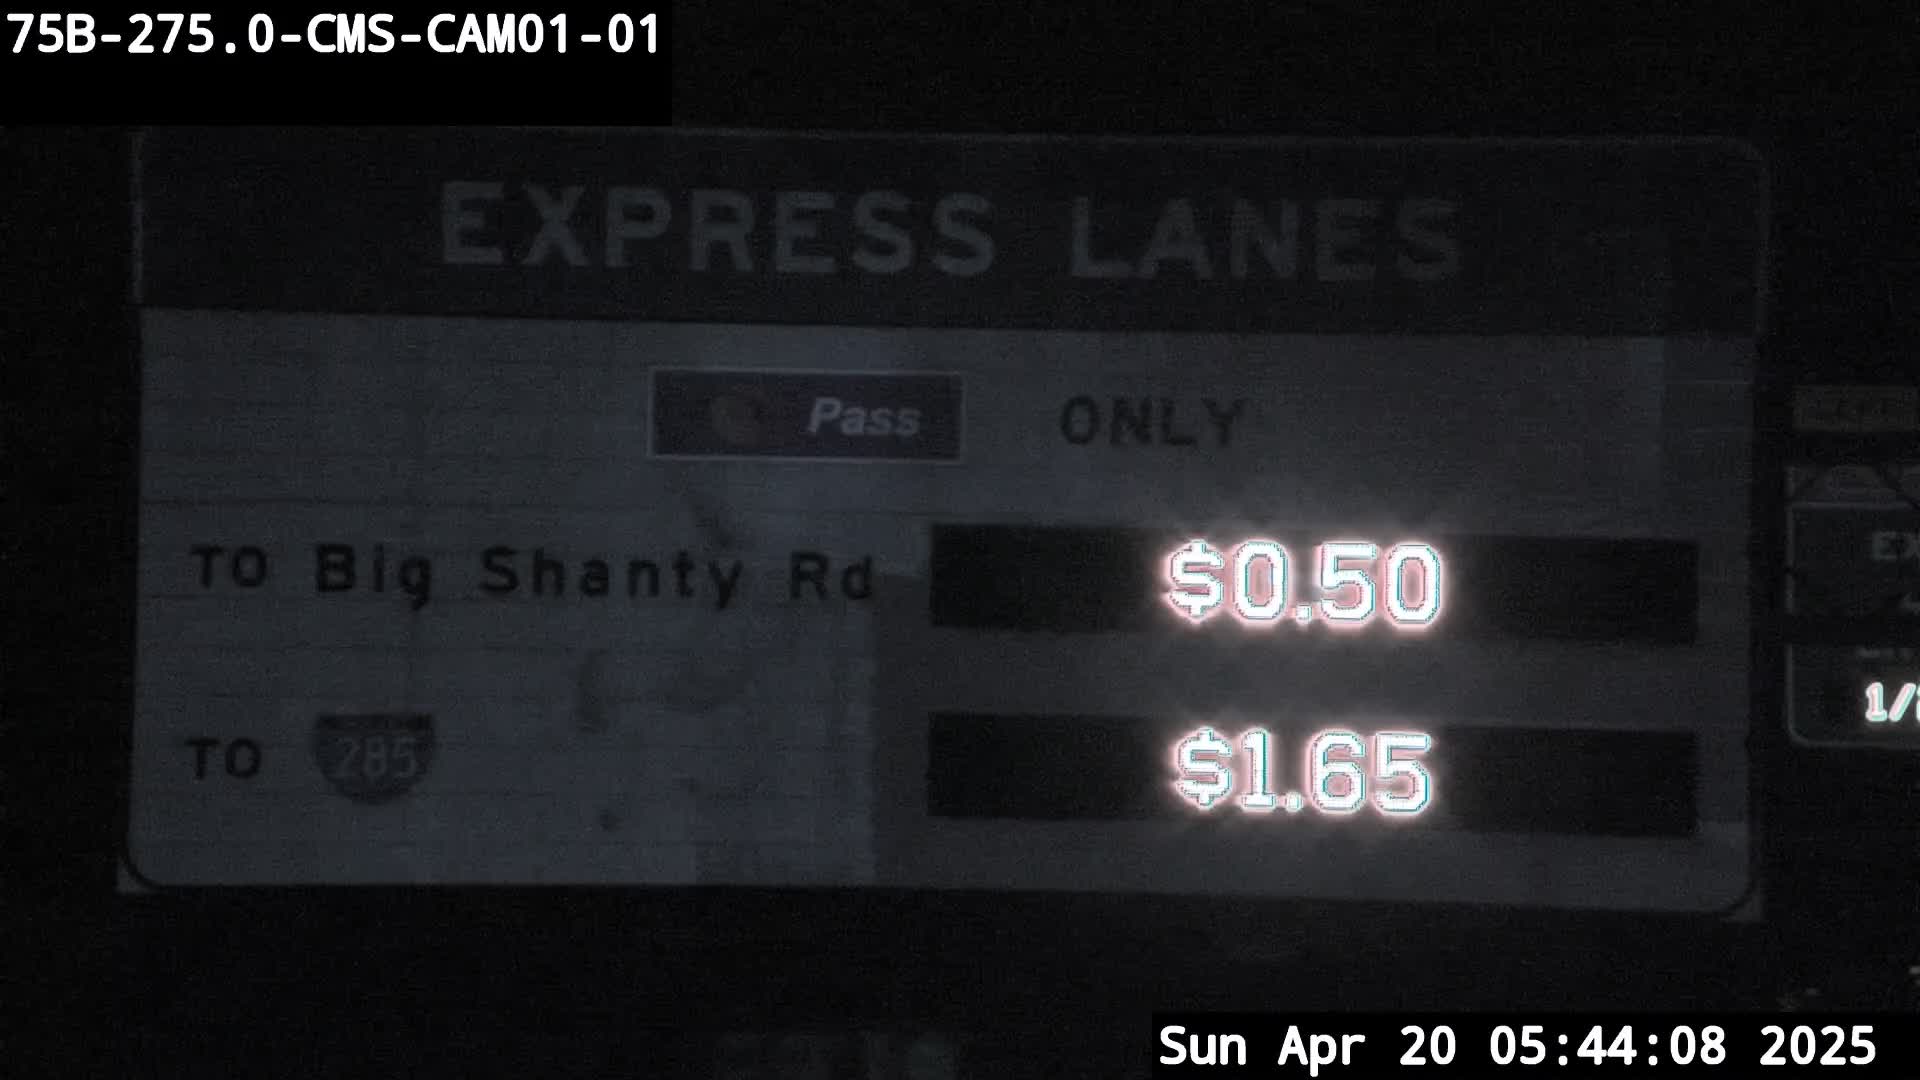 75B-275.0-CMS-CAM01-01
EXPRESS LANES
Pass ONLY
TO Big Shanty Rd $0.50
TO 285 $1.65
1/
Sun Apr 20 05:44:08 2025